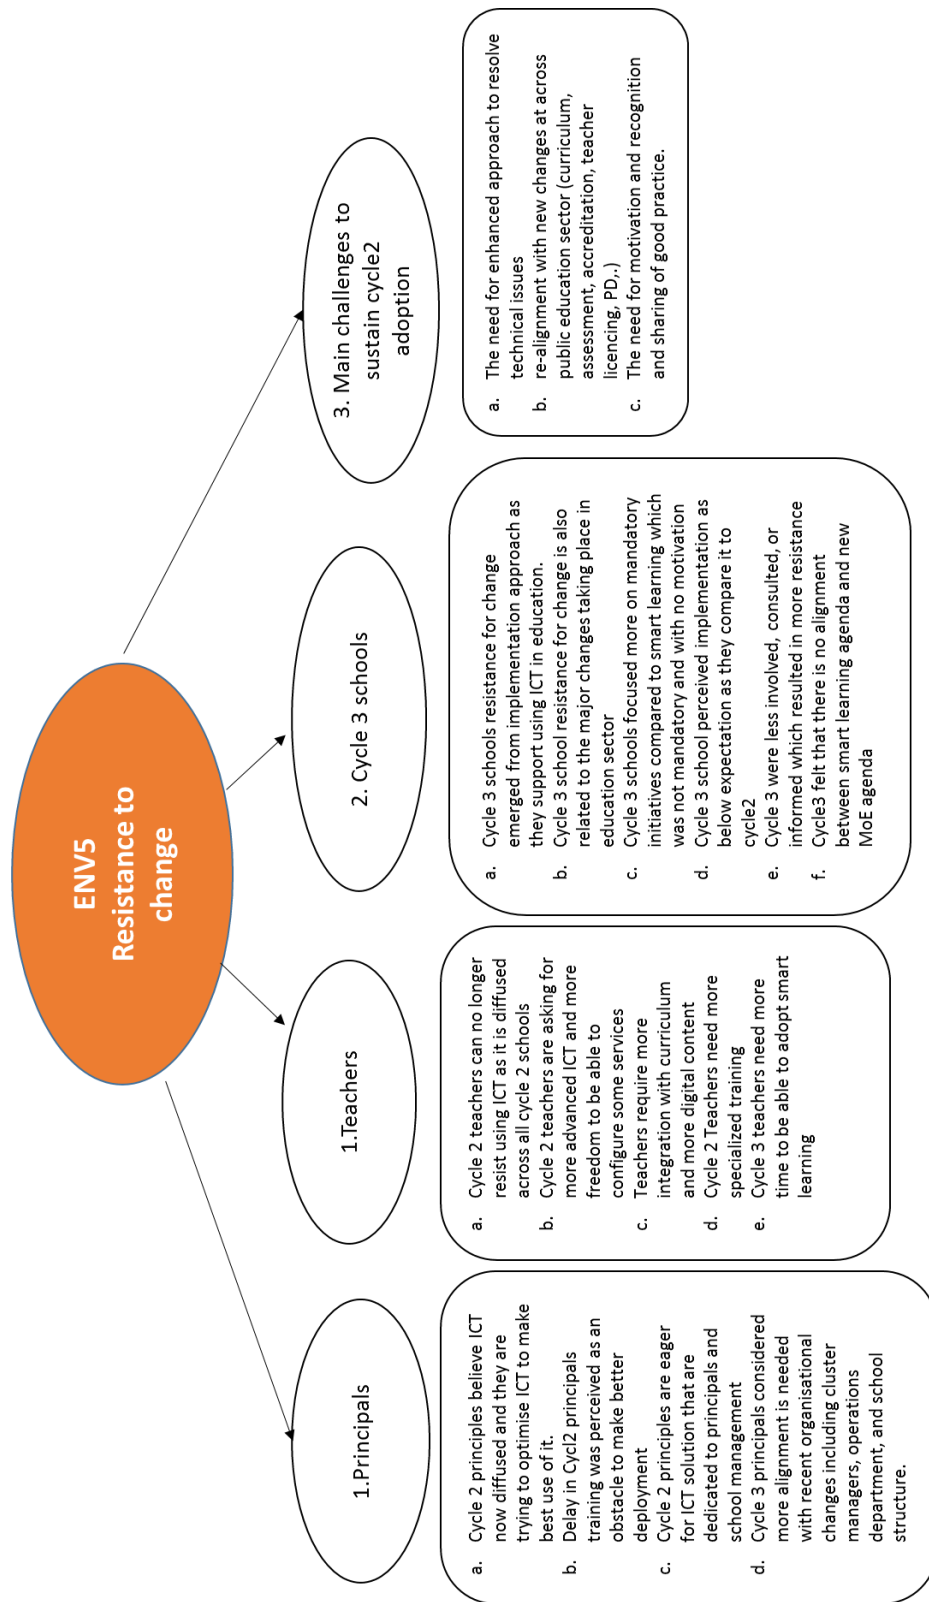 ENV5
Resistance to
change
1.Principals
a. Cycle 2 principles believe ICT
now diffused and they are
trying to optimise ICT to make
best use of it.
b. Delay in Cycl2 principals
training was perceived as an
obstacle to make better
deployment
c. Cycle 2 principles are eager
for ICT solution that are
dedicated to principals and
school management
d. Cycle 3 principals considered
more alignment is needed
with recent organisational
changes including cluster
managers, operations
department, and school
structure.
1.Teachers
a. Cycle 2 teachers can no longer
resist using ICT as it is diffused
across all cycle 2 schools
b. Cycle 2 teachers are asking for
more advanced ICT and more
freedom to be able to
configure some services
c. Teachers require more
integration with curriculum
and more digital content
d. Cycle 2 Teachers need more
specialized training
e. Cycle 3 teachers need more
time to be able to adopt smart
learning
2. Cycle 3 schools
a. Cycle 3 schools resistance for change
emerged from implementation approach as
they support using ICT in education.
b. Cycle 3 school resistance for change is also
related to the major changes taking place in
education sector
c. Cycle 3 schools focused more on mandatory
initiatives compared to smart learning which
was not mandatory and with no motivation
d. Cycle 3 school perceived implementation as
below expectation as they compare it to
cycle2
e. Cycle 3 were less involved, consulted, or
informed which resulted in more resistance
f. Cycle3 felt that there is no alignment
between smart learning agenda and new
MoE agenda
3. Main challenges to
sustain cycle2
adoption
a. The need for enhanced approach to resolve
technical issues
b. re-alignment with new changes at across
public education sector (curriculum,
assessment, accreditation, teacher
licencing, PD,.)
c. The need for motivation and recognition
and sharing of good practice.